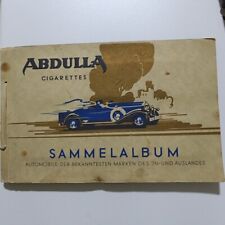 ABDULLA
CIGARETTES
SAMMELALBUM
AUTOMOBILE DER BEKANNTESTEN MARKEN DES IN- UND AUSLANDES